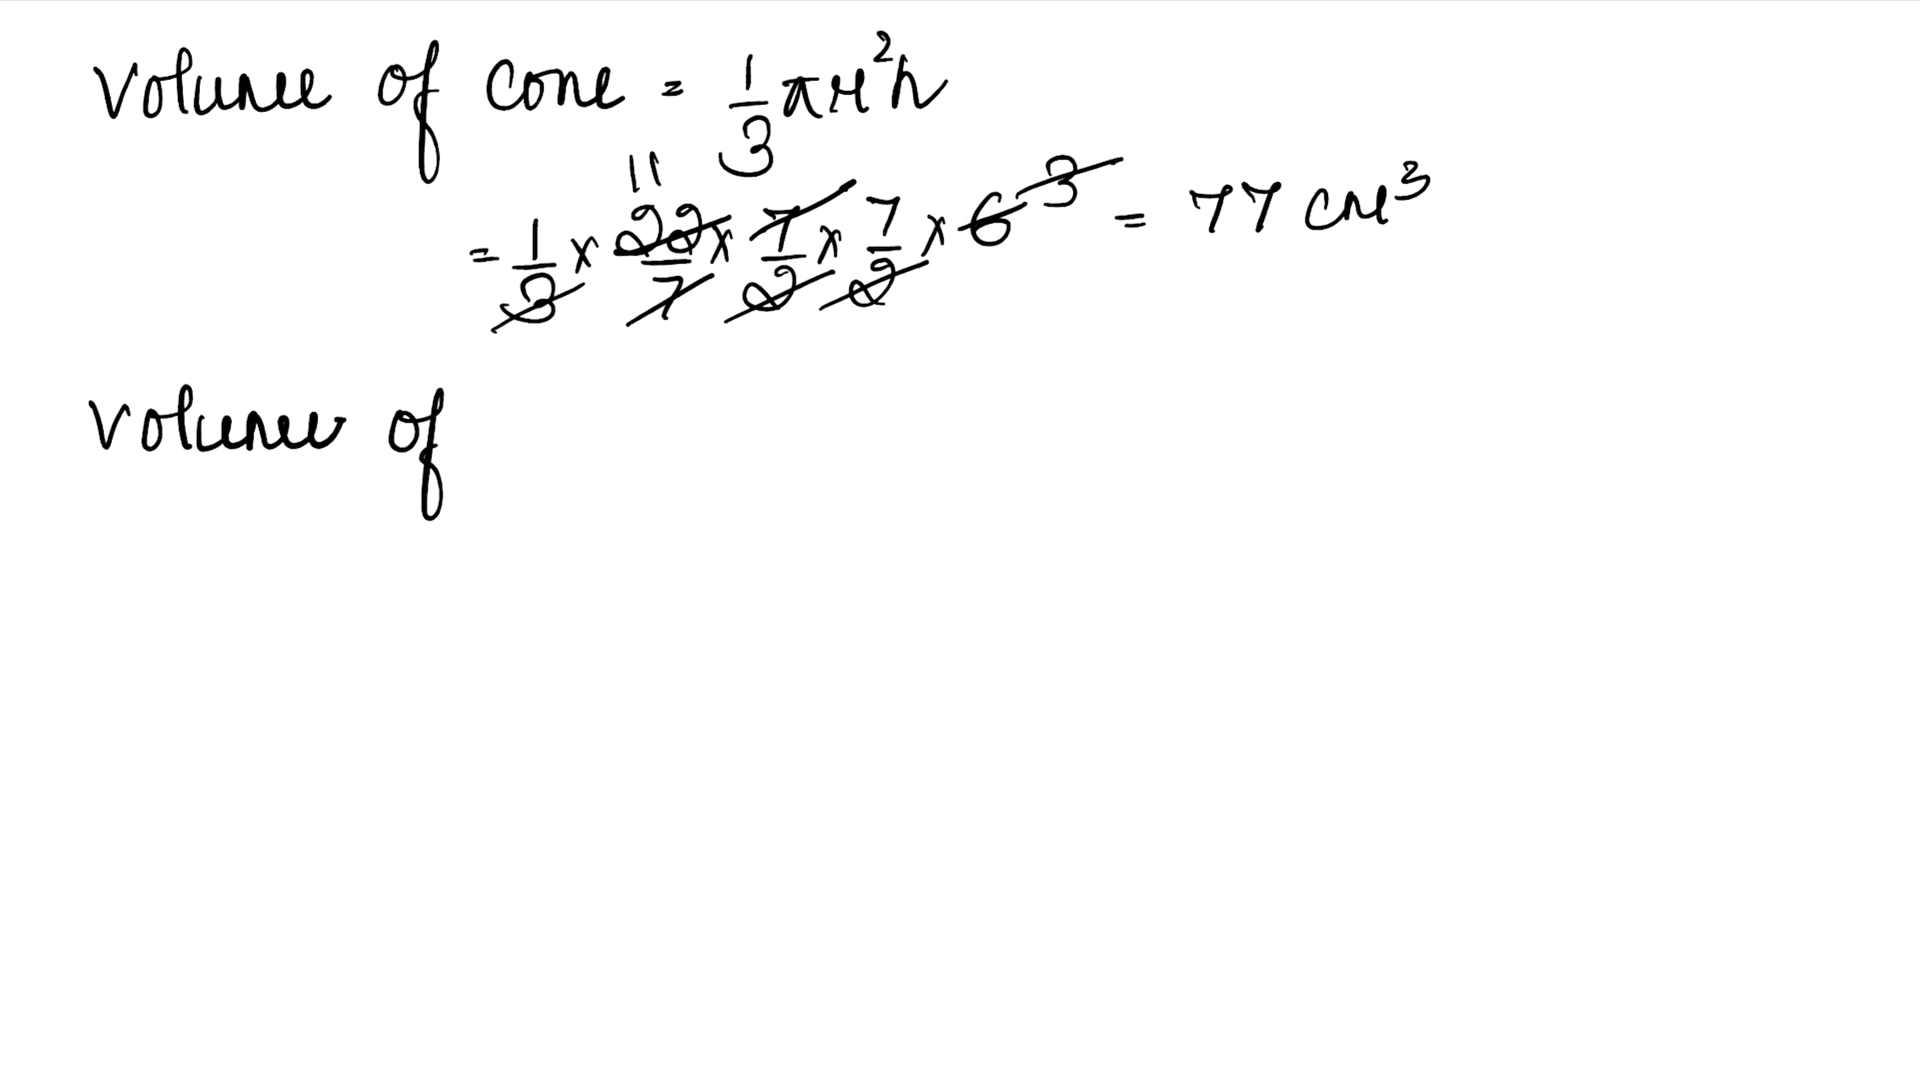 Volume of cone = 1/3 πr²h
= 1/3 × 22/7 × 7/2 × 7/2 × 6 = 77 cm³
11 3
Volume of